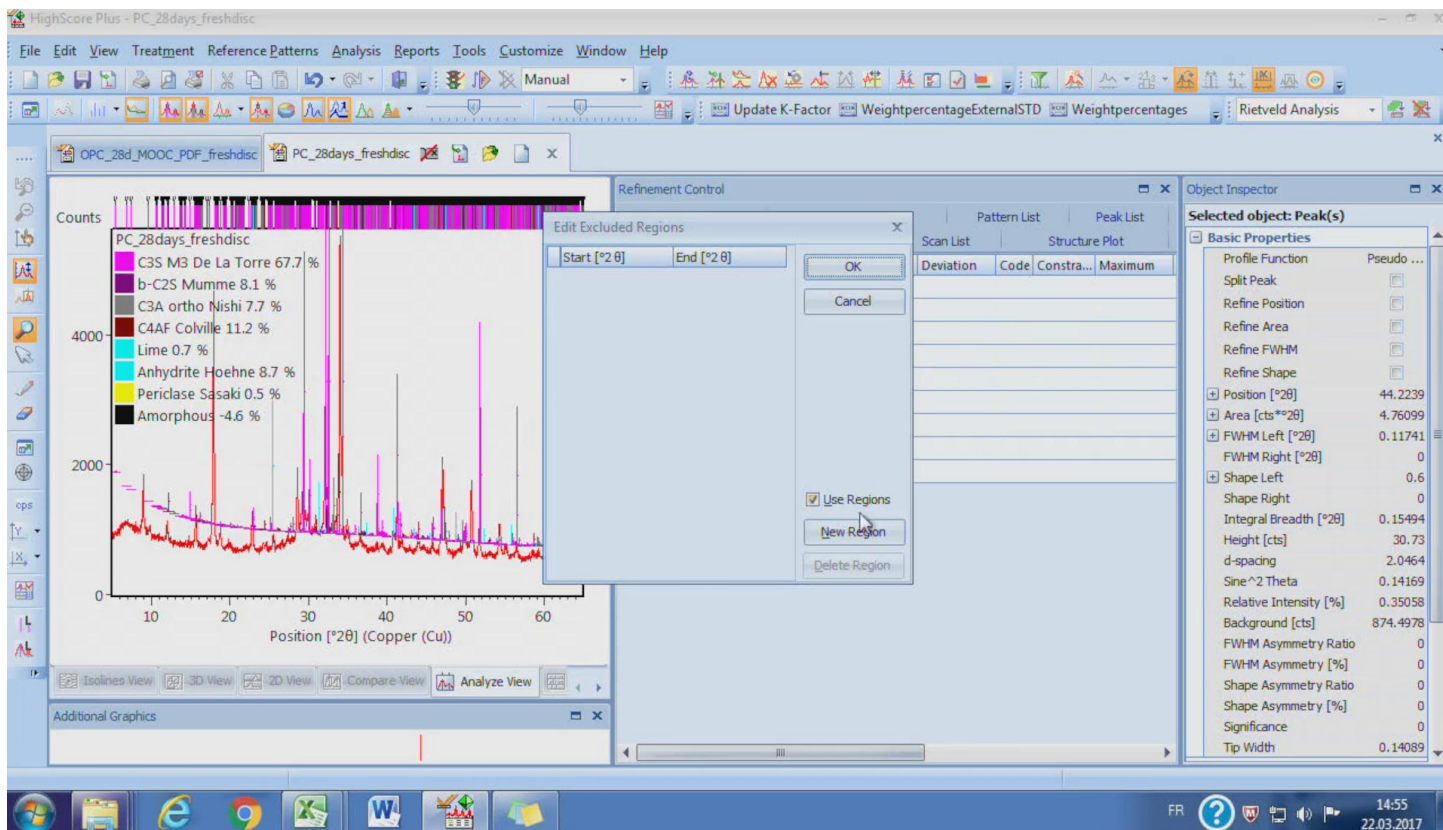 HighScore Plus - PC_28days_freshdisc
File Edit View Treatment Reference Patterns Analysis Reports Tools Customize Window Help
Manual
Update K-Factor WeightpercentageExternalSTD Weightpercentages Rietveld Analysis
OPC_28d_MOOC_PDF_freshdisc PC_28days_freshdisc
Counts
PC_28days_freshdisc
C3S M3 De La Torre 67.7 %
b-C2S Mumme 8.1 %
C3A ortho Nishi 7.7 %
C4AF Colville 11.2 %
Lime 0.7 %
Anhydrite Hoehne 8.7 %
Periclase Sasaki 0.5 %
Amorphous -4.6 %
4000
2000
0
10 20 30 40 50 60
Position [°2θ] (Copper (Cu))
cps
Isolines View 3D View 2D View Compare View Analyze View
Additional Graphics
Refinement Control
Pattern List Peak List
Scan List Structure Plot
Deviation Code Constra... Maximum
Edit Excluded Regions
Start [°2 θ] End [°2 θ]
OK
Cancel
Use Regions
New Region
Delete Region
Object Inspector
Selected object: Peak(s)
Basic Properties
Profile Function Pseudo ...
Split Peak
Refine Position
Refine Area
Refine FWHM
Refine Shape
Position [°2θ] 44.2239
Area [cts*°2θ] 4.76099
FWHM Left [°2θ] 0.11741
FWHM Right [°2θ] 0
Shape Left 0.6
Shape Right 0
Integral Breadth [°2θ] 0.15494
Height [cts] 30.73
d-spacing 2.0464
Sine^2 Theta 0.14169
Relative Intensity [%] 0.35058
Background [cts] 874.4978
FWHM Asymmetry Ratio 0
FWHM Asymmetry [%] 0
Shape Asymmetry Ratio 0
Shape Asymmetry [%] 0
Significance 0
Tip Width 0.14089
FR
14:55
22.03.2017